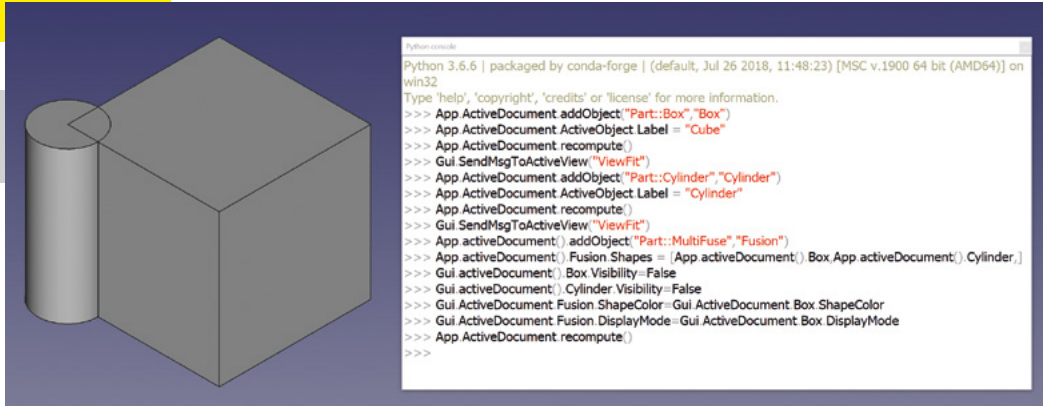 Python console
Python 3.6.6 | packaged by conda-forge | (default, Jul 26 2018, 11:48:23) [MSC v.1900 64 bit (AMD64)] on
win32
Type 'help', 'copyright', 'credits' or 'license' for more information.
>>> App.ActiveDocument.addObject("Part::Box","Box")
>>> App.ActiveDocument.ActiveObject.Label = "Cube"
>>> App.ActiveDocument.recompute()
>>> Gui.SendMsgToActiveView("ViewFit")
>>> App.ActiveDocument.addObject("Part::Cylinder","Cylinder")
>>> App.ActiveDocument.ActiveObject.Label = "Cylinder"
>>> App.ActiveDocument.recompute()
>>> Gui.SendMsgToActiveView("ViewFit")
>>> App.activeDocument().addObject("Part::MultiFuse","Fusion")
>>> App.activeDocument().Fusion.Shapes = [App.activeDocument().Box,App.activeDocument().Cylinder,]
>>> Gui.activeDocument().Box.Visibility=False
>>> Gui.activeDocument().Cylinder.Visibility=False
>>> Gui.ActiveDocument.Fusion.ShapeColor=Gui.ActiveDocument.Box.ShapeColor
>>> Gui.ActiveDocument.Fusion.DisplayMode=Gui.ActiveDocument.Box.DisplayMode
>>> App.ActiveDocument.recompute()
>>>